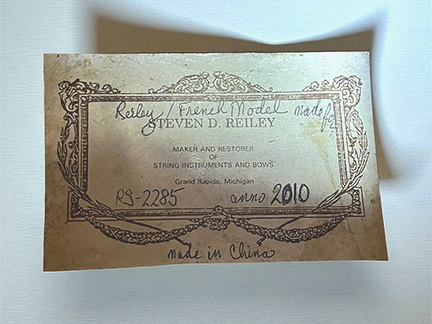 Reiley / French Model made for
STEVEN D. REILEY
MAKER AND RESTORER
OF
STRING INSTRUMENTS AND BOWS
Grand Rapids, Michigan
RS-2285 anno 2010
made in China